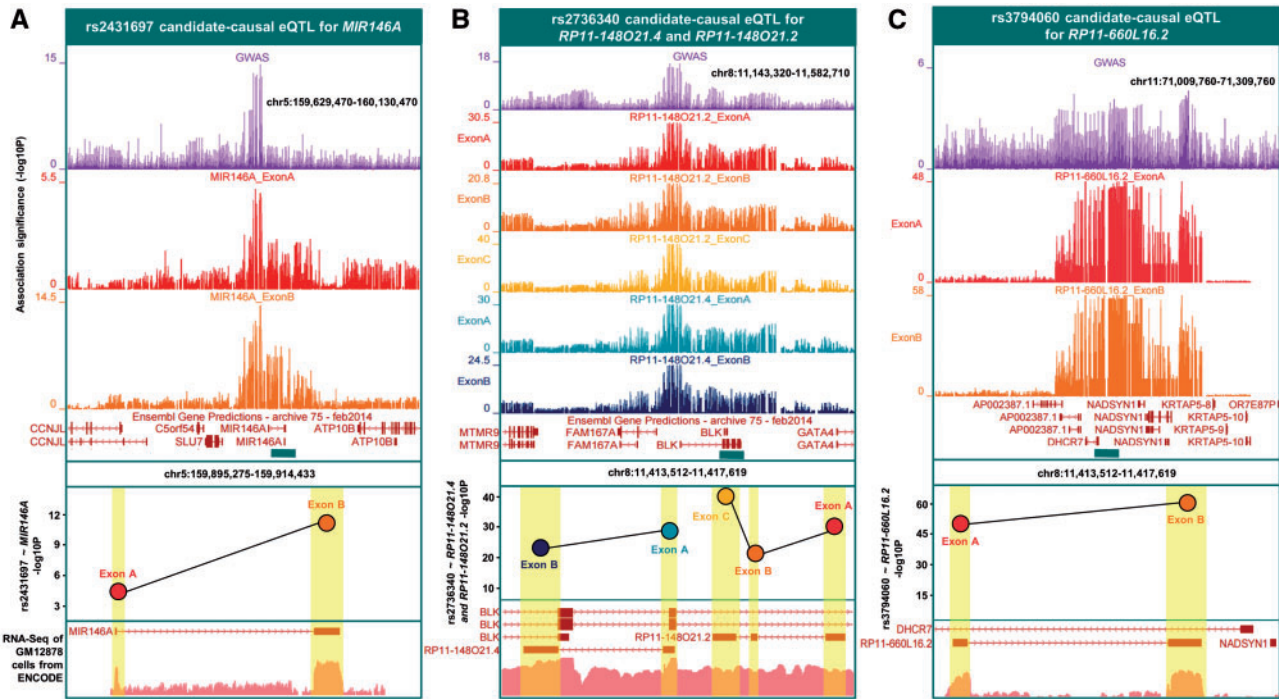 A
rs2431697 candidate-causal eQTL for MIR146A
GWAS
15
chr5:159,629,470-160,130,470
0
MIR146A_ExonA
5.5
0
MIR146A_ExonB
14.5
0
Association significance (-log10P)
Ensembl Gene Predictions - archive 75 - feb2014
CCNJL C5orf54 MIR146A ATP10B
CCNJL SLU7 MIR146A ATP10B
chr5:159,895,275-159,914,433
rs2431697 ~ MIR146A
-log10P
12
9
6
3
Exon A
Exon B
MIR146A
RNA-Seq of
GM12878
cells from
ENCODE
B
rs2736340 candidate-causal eQTL for
RP11-148O21.4 and RP11-148O21.2
GWAS
18
chr8:11,143,320-11,582,710
0
RP11-148O21.2_ExonA
30.5
ExonA
0
RP11-148O21.2_ExonB
20.8
ExonB
0
RP11-148O21.2_ExonC
40
ExonC
0
RP11-148O21.4_ExonA
30
ExonA
0
RP11-148O21.4_ExonB
24.5
ExonB
0
Ensembl Gene Predictions - archive 75 - feb2014
MTMR9 FAM167A BLK GATA4
MTMR9 FAM167A BLK GATA4
chr8:11,413,512-11,417,619
rs2736340 ~ RP11-148O21.4
and RP11-148O21.2 -log10P
40
30
20
10
Exon B
Exon A
Exon C
Exon B
Exon A
BLK
BLK
BLK RP11-148O21.2
RP11-148O21.4
C
rs3794060 candidate-causal eQTL
for RP11-660L16.2
GWAS
6
chr11:71,009,760-71,309,760
0
RP11-660L16.2_ExonA
48
ExonA
0
RP11-660L16.2_ExonB
58
ExonB
0
AP002387.1 NADSYN1 KRTAP5-8 OR7E87P
AP002387.1 NADSYN1 KRTAP5-10
AP002387.1 NADSYN1 KRTAP5-9
DHCR7 NADSYN1 KRTAP5-10
chr8:11,413,512-11,417,619
rs3794060 ~ RP11-660L16.2
-log10P
60
45
30
15
Exon A
Exon B
DHCR7
RP11-660L16.2 NADSYN1